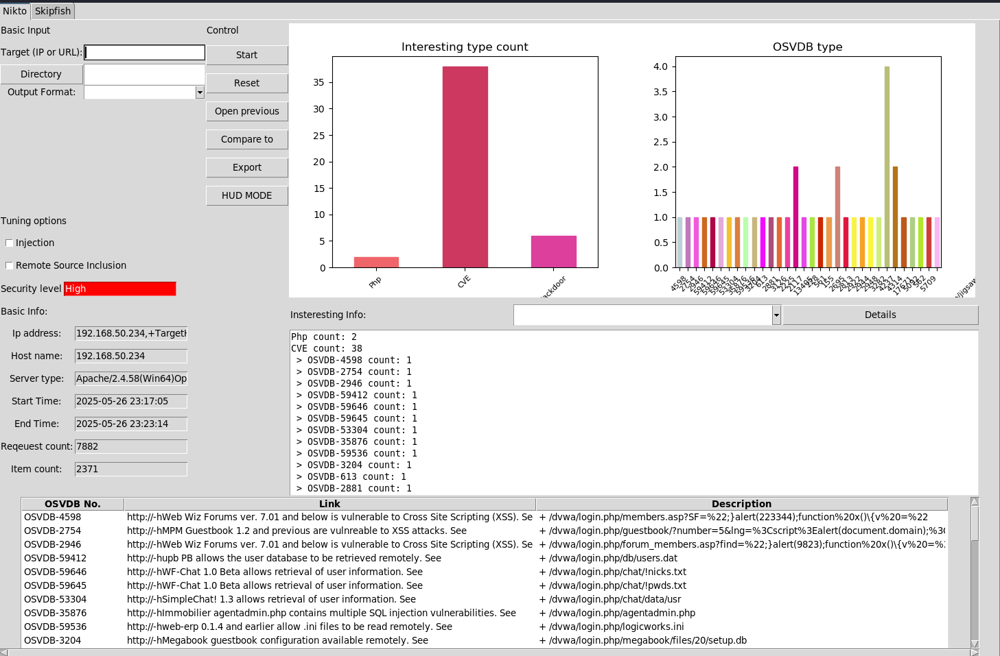 Nikto Skipfish
Basic Input
Control
Target (IP or URL):
Start
Directory
Reset
Output Format:
Open previous
Compare to
Export
HUD MODE
Tuning options
Injection
Remote Source Inclusion
Security level High
Basic Info:
Ip address: 192.168.50.234,+Target
Host name: 192.168.50.234
Server type: Apache/2.4.58(Win64)Op
Start Time: 2025-05-26 23:17:05
End Time: 2025-05-26 23:23:14
Reqeuest count: 7882
Item count: 2371
Interesting type count
35
30
25
20
15
10
5
0
Php CVE ackdoor
OSVDB type
4.0
3.5
3.0
2.5
2.0
1.5
1.0
0.5
0.0
4598 2754 2946 59412 59646 59645 53304 35876 59536 3204 613 2881 2117 155 2695 3282 4314 562 5709 /jigsaw
Insteresting Info:
Details
Php count: 2
CVE count: 38
> OSVDB-4598 count: 1
> OSVDB-2754 count: 1
> OSVDB-2946 count: 1
> OSVDB-59412 count: 1
> OSVDB-59646 count: 1
> OSVDB-59645 count: 1
> OSVDB-53304 count: 1
> OSVDB-35876 count: 1
> OSVDB-59536 count: 1
> OSVDB-3204 count: 1
> OSVDB-613 count: 1
> OSVDB-2881 count: 1
OSVDB No. Link Description
OSVDB-4598 http://-hWeb Wiz Forums ver. 7.01 and below is vulnerable to Cross Site Scripting (XSS). Se + /dvwa/login.php/members.asp?SF=%22;}alert(223344);function%20x()\{v%20=%22
OSVDB-2754 http://-hMPM Guestbook 1.2 and previous are vulnreable to XSS attacks. See + /dvwa/login.php/guestbook/?number=5&lng=%3Cscript%3Ealert(document.domain);%3C
OSVDB-2946 http://-hWeb Wiz Forums ver. 7.01 and below is vulnerable to Cross Site Scripting (XSS). Se + /dvwa/login.php/forum_members.asp?find=%22;}alert(9823);function%20x()\{v%20=%
OSVDB-59412 http://-hupb PB allows the user database to be retrieved remotely. See + /dvwa/login.php/db/users.dat
OSVDB-59646 http://-hWF-Chat 1.0 Beta allows retrieval of user information. See + /dvwa/login.php/chat/!nicks.txt
OSVDB-59645 http://-hWF-Chat 1.0 Beta allows retrieval of user information. See + /dvwa/login.php/chat/!pwds.txt
OSVDB-53304 http://-hSimpleChat! 1.3 allows retrieval of user information. See + /dvwa/login.php/chat/data/usr
OSVDB-35876 http://-hImmobilier agentadmin.php contains multiple SQL injection vulnerabilities. See + /dvwa/login.php/agentadmin.php
OSVDB-59536 http://-hweb-erp 0.1.4 and earlier allow .ini files to be read remotely. See + /dvwa/login.php/logicworks.ini
OSVDB-3204 http://-hMegabook guestbook configuration available remotely. See + /dvwa/login.php/megabook/files/20/setup.db